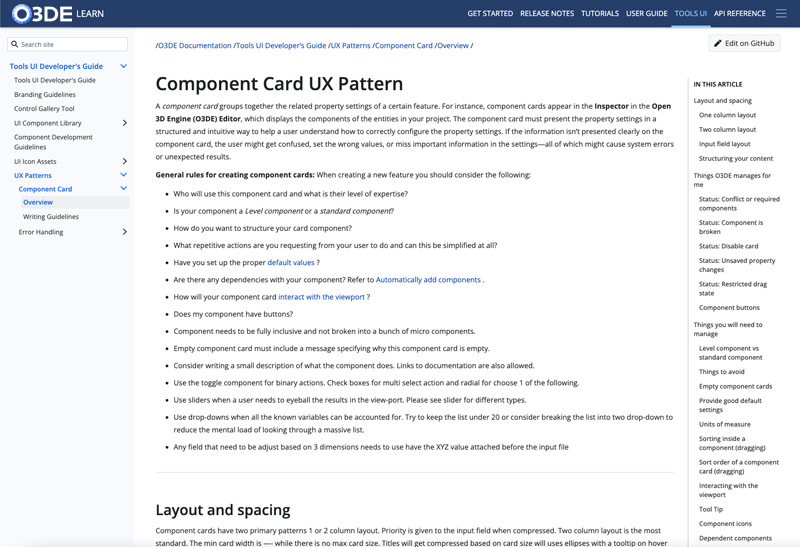 O3DE LEARN
GET STARTED RELEASE NOTES TUTORIALS USER GUIDE TOOLS UI API REFERENCE
Search site
Tools UI Developer's Guide
Tools UI Developer's Guide
Branding Guidelines
Control Gallery Tool
UI Component Library
Component Development
Guidelines
UI Icon Assets
UX Patterns
Component Card
Overview
Writing Guidelines
Error Handling
/O3DE Documentation /Tools UI Developer's Guide /UX Patterns /Component Card /Overview /
Edit on GitHub
Component Card UX Pattern
A component card groups together the related property settings of a certain feature. For instance, component cards appear in the Inspector in the Open
3D Engine (O3DE) Editor, which displays the components of the entities in your project. The component card must present the property settings in a
structured and intuitive way to help a user understand how to correctly configure the property settings. If the information isn't presented clearly on the
component card, the user might get confused, set the wrong values, or miss important information in the settings—all of which might cause system errors
or unexpected results.
General rules for creating component cards: When creating a new feature you should consider the following:
• Who will use this component card and what is their level of expertise?
• Is your component a Level component or a standard component?
• How do you want to structure your card component?
• What repetitive actions are you requesting from your user to do and can this be simplified at all?
• Have you set up the proper default values ?
• Are there any dependencies with your component? Refer to Automatically add components .
• How will your component card interact with the viewport ?
• Does my component have buttons?
• Component needs to be fully inclusive and not broken into a bunch of micro components.
• Empty component card must include a message specifying why this component card is empty.
• Consider writing a small description of what the component does. Links to documentation are also allowed.
• Use the toggle component for binary actions. Check boxes for multi select action and radial for choose 1 of the following.
• Use sliders when a user needs to eyeball the results in the view-port. Please see slider for different types.
• Use drop-downs when all the known variables can be accounted for. Try to keep the list under 20 or consider breaking the list into two drop-down to
reduce the mental load of looking through a massive list.
• Any field that need to be adjust based on 3 dimensions needs to use have the XYZ value attached before the input file
Layout and spacing
Component cards have two primary patterns 1 or 2 column layout. Priority is given to the input field when compressed. Two column layout is the most
standard. The min card width is —- while there is no max card size. Titles will get compressed based on card size will uses ellipses with a tooltip on hover
IN THIS ARTICLE
Layout and spacing
One column layout
Two column layout
Input field layout
Structuring your content
Things O3DE manages for
me
Status: Conflict or required
components
Status: Component is
broken
Status: Disable card
Status: Unsaved property
changes
Status: Restricted drag
state
Component buttons
Things you will need to
manage
Level component vs
standard component
Things to avoid
Empty component cards
Provide good default
settings
Units of measure
Sorting inside a
component (dragging)
Sort order of a component
card (dragging)
Interacting with the
viewport
Tool Tip
Component icons
Dependent components